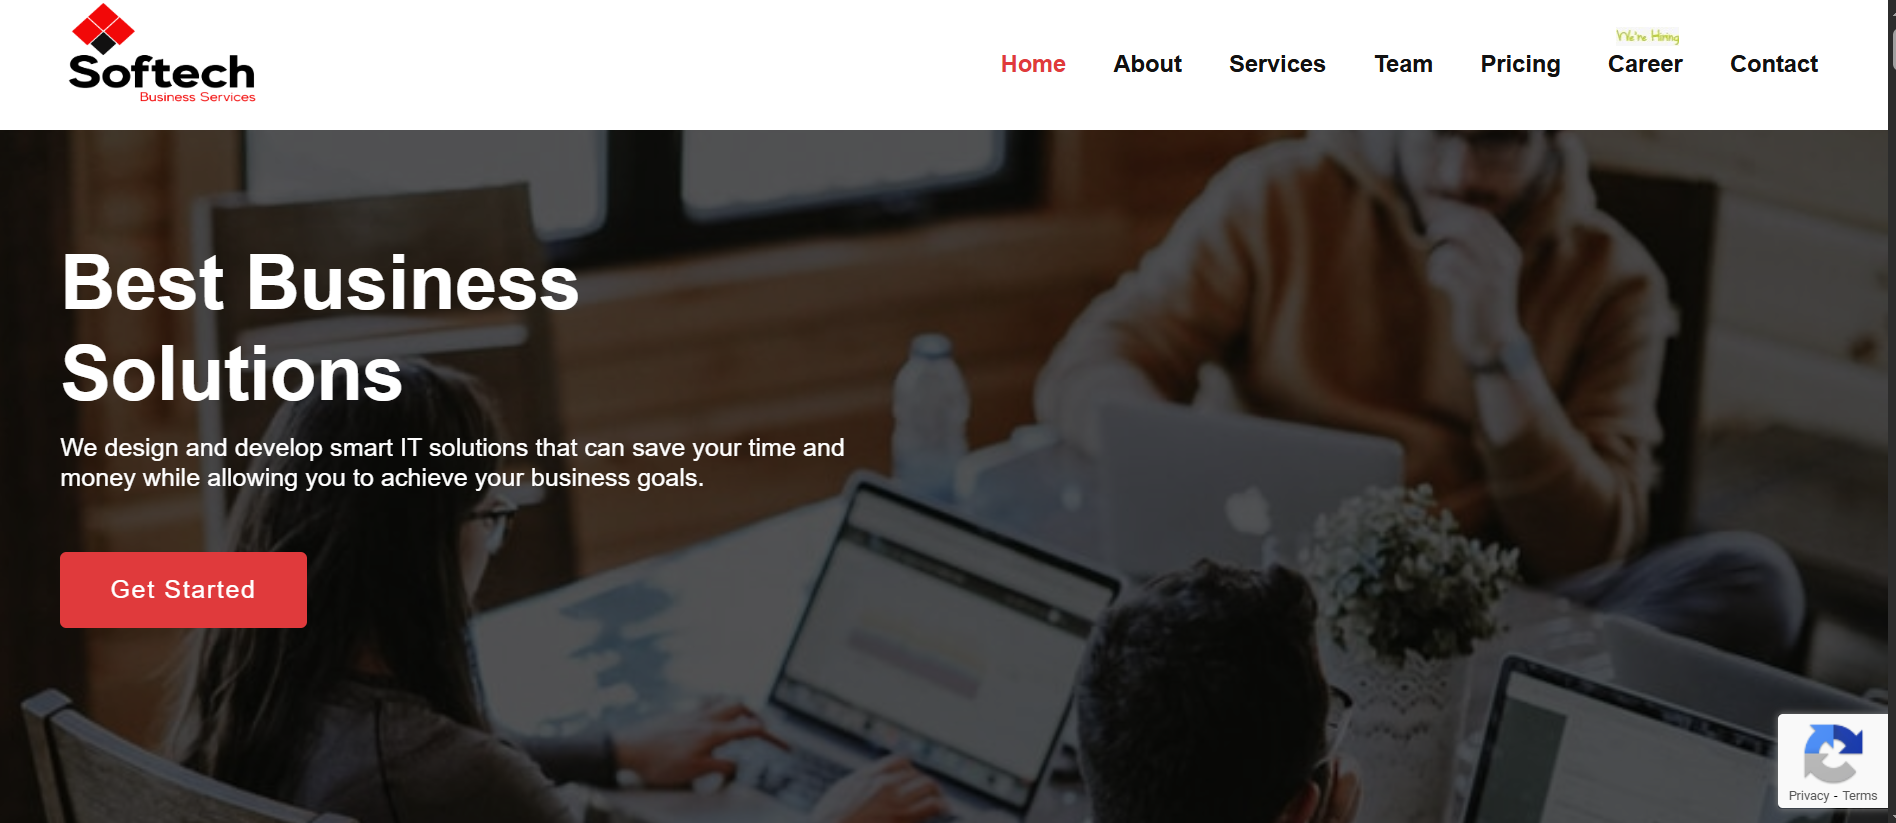 Softech
Business Services
Home
About
Services
Team
Pricing
We're Hiring
Career
Contact
Best Business
Solutions
We design and develop smart IT solutions that can save your time and
money while allowing you to achieve your business goals.
Get Started
Privacy - Terms